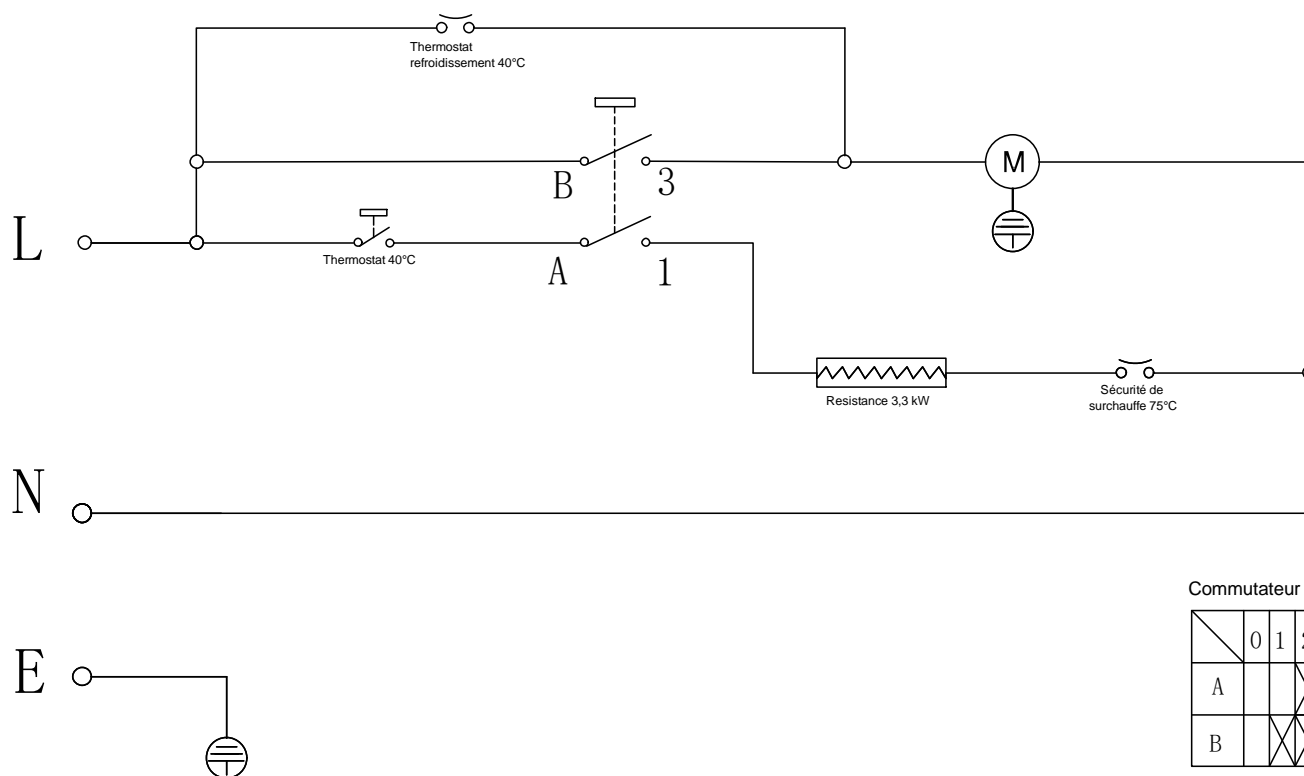 Thermostat
refroidissement 40°C
M
B
3
L
Thermostat 40°C
A
1
Resistance 3,3 kW
Sécurité de
surchauffe 75°C
N
E
Commutateur
0 1
A
B